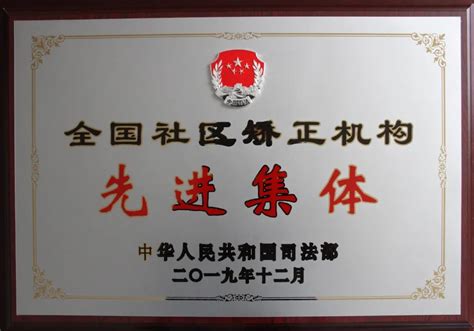 全国社区矫正机构
先进集体
中华人民共和国司法部
二〇一九年十二月